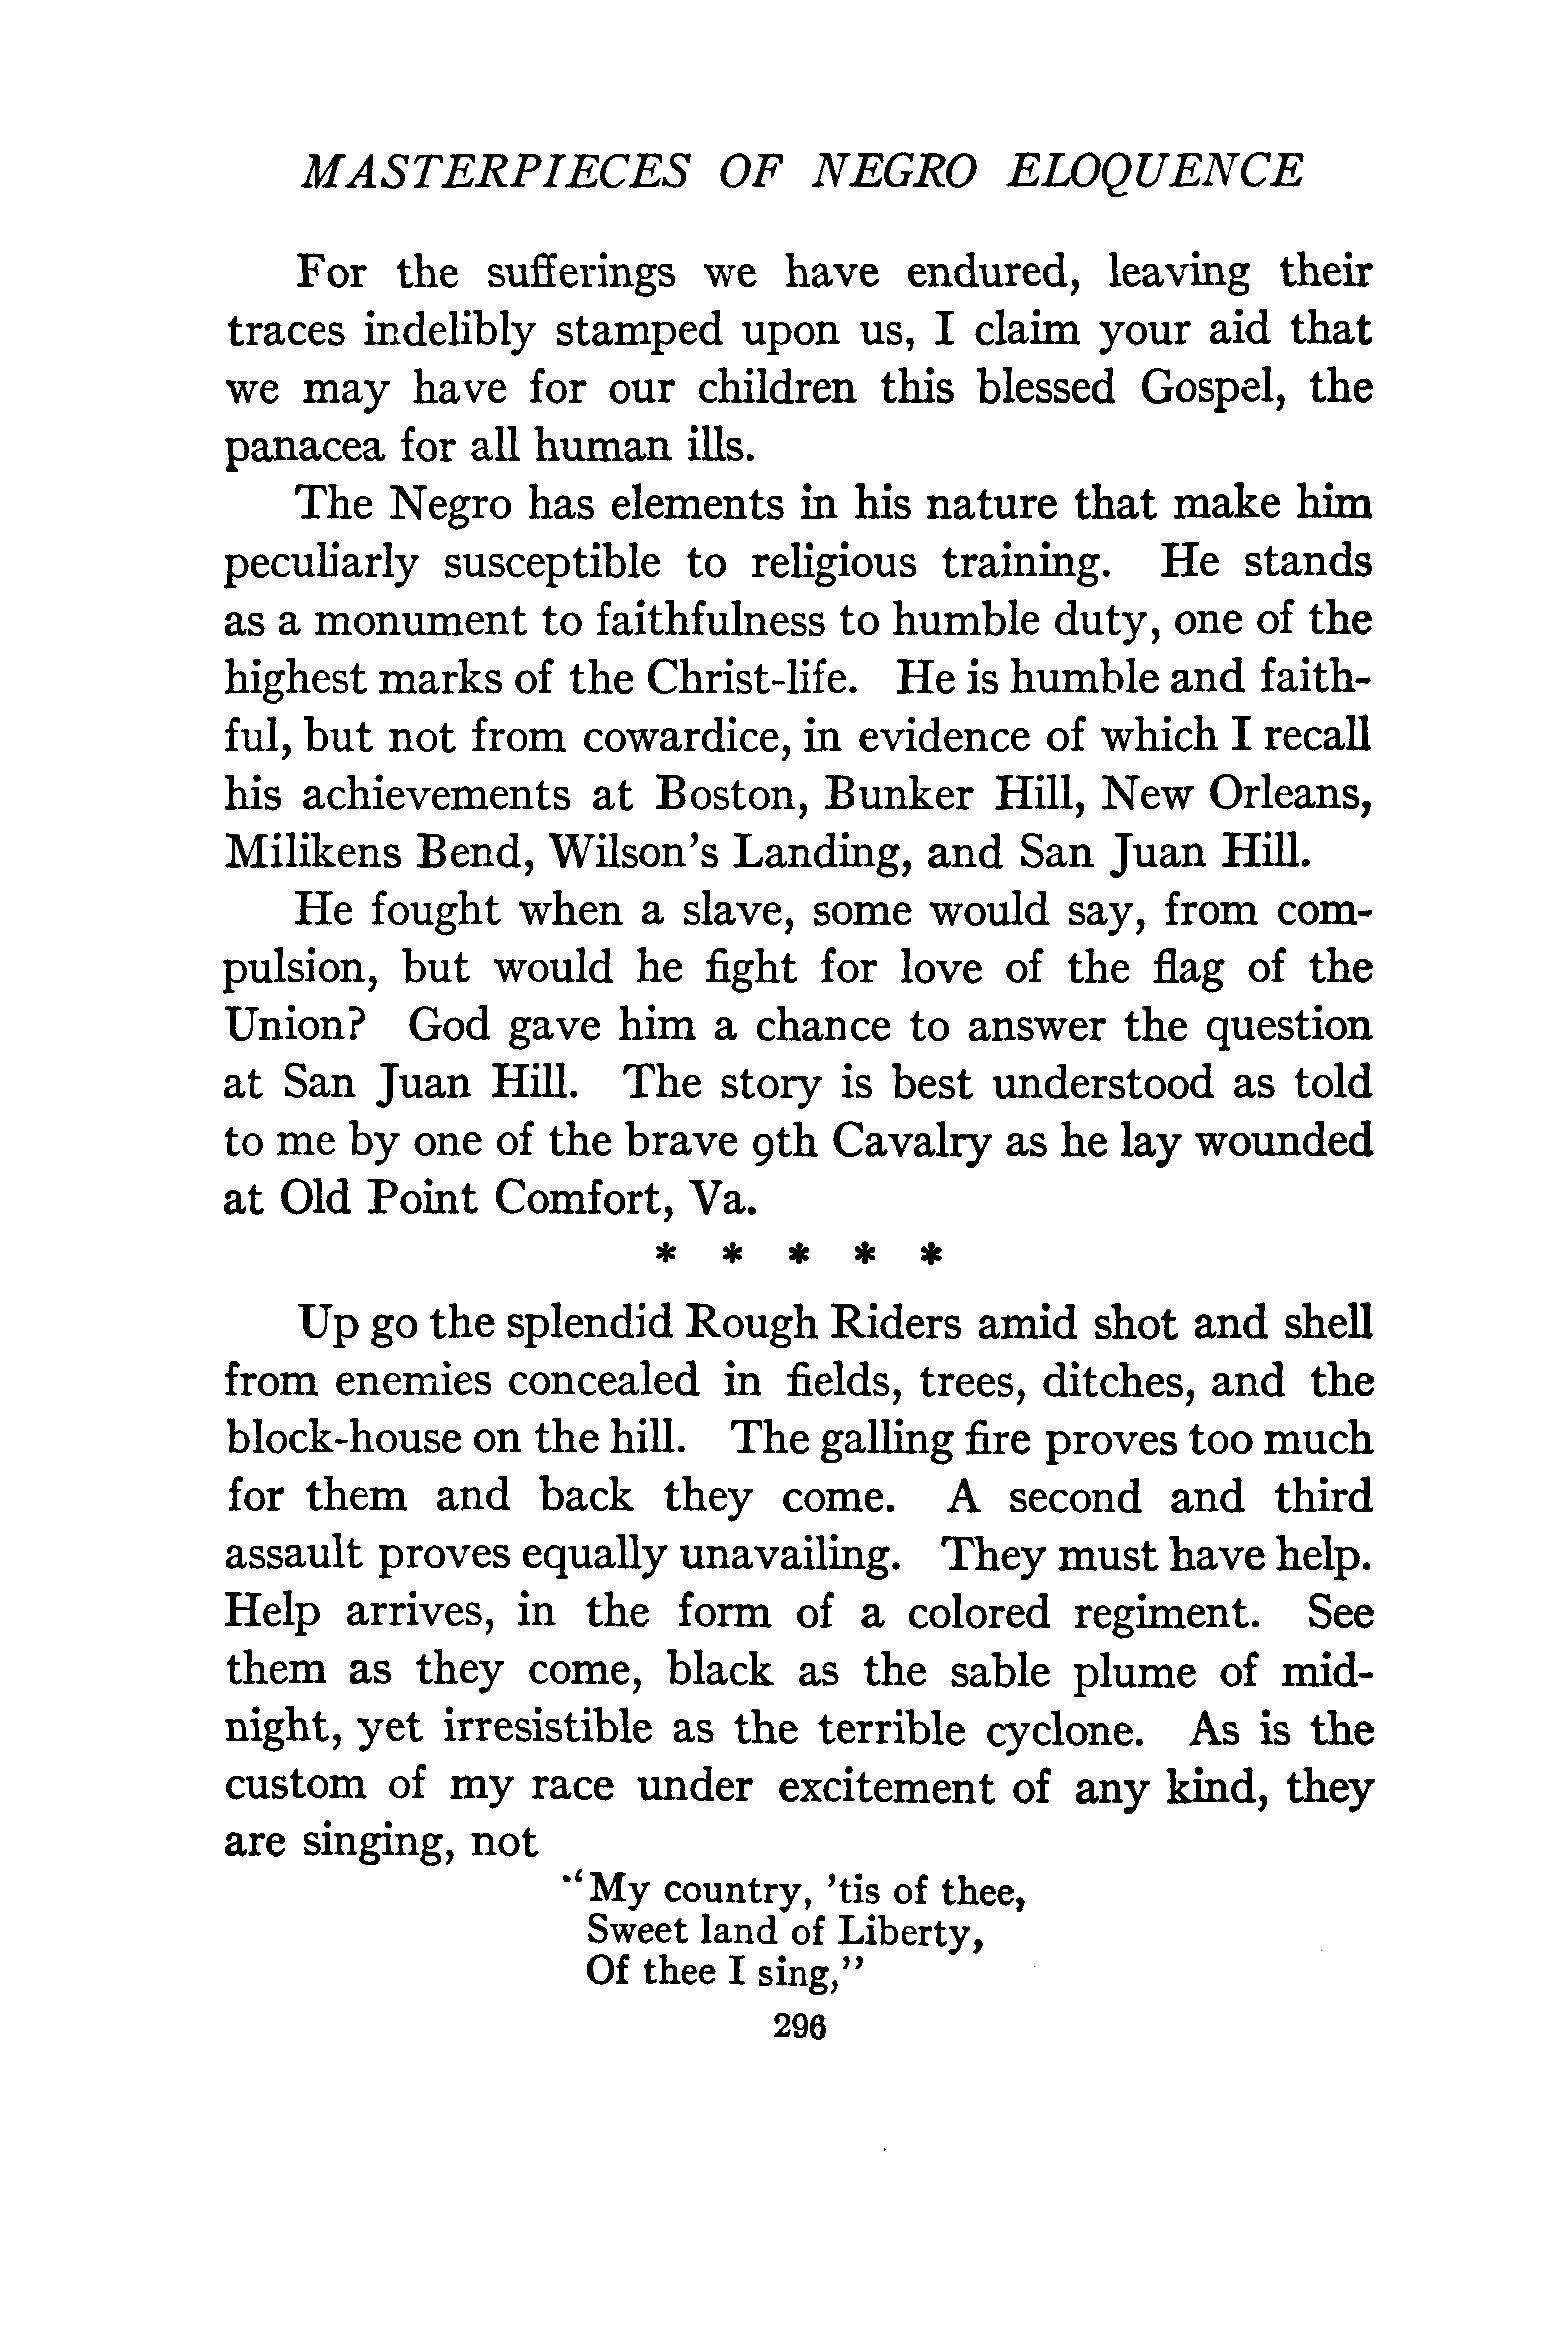 MASTERPIECES OF NEGRO ELOQUENCE
For the sufferings we have endured, leaving their
traces indelibly stamped upon us, I claim your aid that
we may have for our children this blessed Gospel, the
panacea for all human ills.
The Negro has elements in his nature that make him
peculiarly susceptible to religious training. He stands
as a monument to faithfulness to humble duty, one of the
highest marks of the Christ-life. He is humble and faith-
ful, but not from cowardice, in evidence of which I recall
his achievements at Boston, Bunker Hill, New Orleans,
Milikens Bend, Wilson's Landing, and San Juan Hill.
He fought when a slave, some would say, from com-
pulsion, but would he fight for love of the flag of the
Union? God gave him a chance to answer the question
at San Juan Hill. The story is best understood as told
to me by one of the brave 9th Cavalry as he lay wounded
at Old Point Comfort, Va.
* * * * *
Up go the splendid Rough Riders amid shot and shell
from enemies concealed in fields, trees, ditches, and the
block-house on the hill. The galling fire proves too much
for them and back they come. A second and third
assault proves equally unavailing. They must have help.
Help arrives, in the form of a colored regiment. See
them as they come, black as the sable plume of mid-
night, yet irresistible as the terrible cyclone. As is the
custom of my race under excitement of any kind, they
are singing, not
"My country, 'tis of thee,
Sweet land of Liberty,
Of thee I sing,"
296